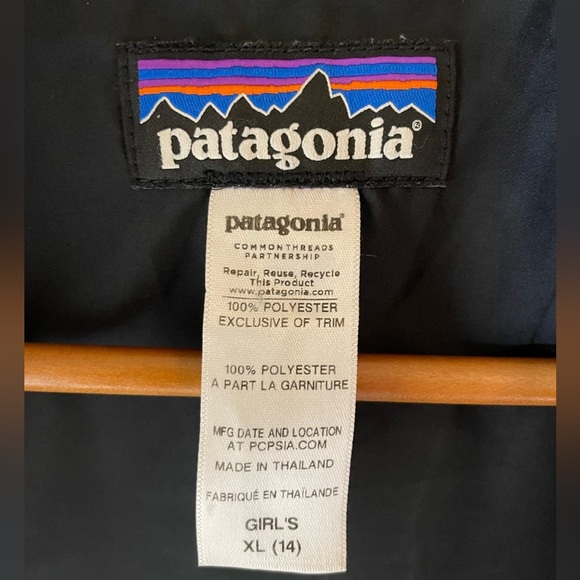 patagonia®
patagonia®
COMMONTHREADS
PARTNERSHIP
Repair, Reuse, Recycle
This Product
www.patagonia.com
100% POLYESTER
EXCLUSIVE OF TRIM
100% POLYESTER
A PART LA GARNITURE
MFG DATE AND LOCATION
AT PCPSIA.COM
MADE IN THAILAND
FABRIQUÉ EN THAÏLANDE
GIRL'S
XL (14)